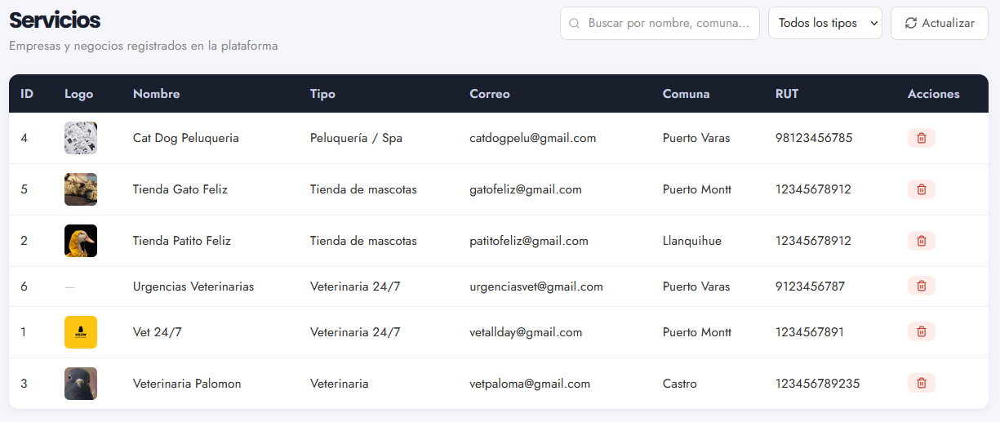 Servicios
Buscar por nombre, comuna...
Todos los tipos
Actualizar
Empresas y negocios registrados en la plataforma
ID Logo Nombre Tipo Correo Comuna RUT Acciones
4 Cat Dog Peluqueria Peluquería / Spa catdogpelu@gmail.com Puerto Varas 98123456785
5 Tienda Gato Feliz Tienda de mascotas gatofeliz@gmail.com Puerto Montt 12345678912
2 Tienda Patito Feliz Tienda de mascotas patitofeliz@gmail.com Llanquihue 12345678912
6 — Urgencias Veterinarias Veterinaria 24/7 urgenciasvet@gmail.com Puerto Varas 9123456787
1 MEOW Vet 24/7 Veterinaria 24/7 vetallday@gmail.com Puerto Montt 1234567891
3 Veterinaria Palomon Veterinaria vetpaloma@gmail.com Castro 123456789235